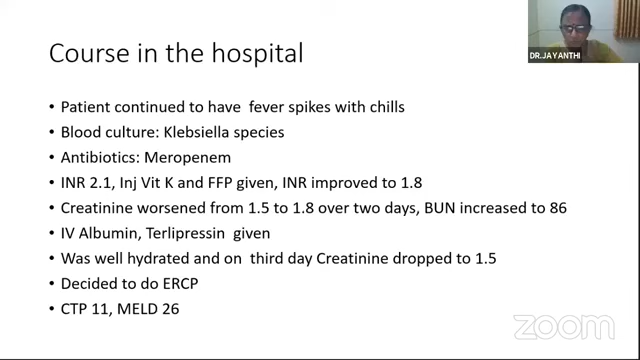 DR.JAYANTHI
Course in the hospital
• Patient continued to have fever spikes with chills
• Blood culture: Klebsiella species
• Antibiotics: Meropenem
• INR 2.1, Inj Vit K and FFP given, INR improved to 1.8
• Creatinine worsened from 1.5 to 1.8 over two days, BUN increased to 86
• IV Albumin, Terlipressin given
• Was well hydrated and on third day Creatinine dropped to 1.5
• Decided to do ERCP
• CTP 11, MELD 26
zoom